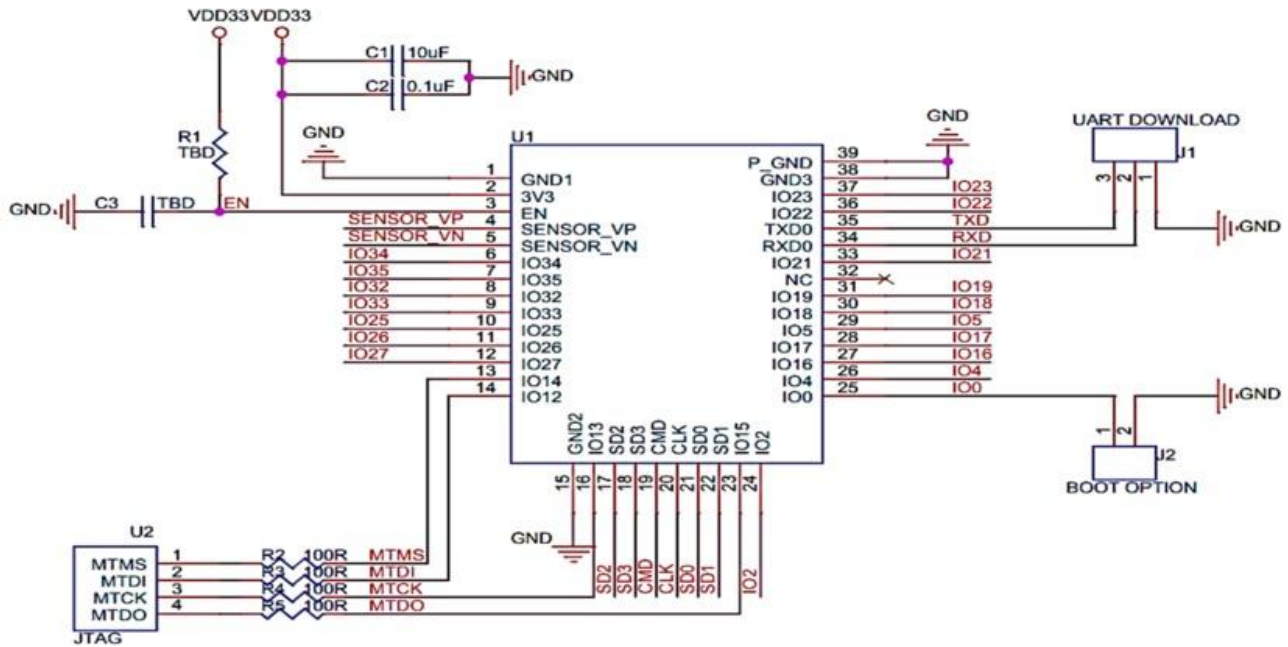 VDD33 VDD33
C1 10uF
C2 0.1uF
GND
R1
TBD
GND
C3 TBD
EN
GND
U1
1 GND1
2 3V3
3 EN
SENSOR_VP 4 SENSOR_VP
SENSOR_VN 5 SENSOR_VN
IO34 6 IO34
IO35 7 IO35
IO32 8 IO32
IO33 9 IO33
IO25 10 IO25
IO26 11 IO26
IO27 12 IO27
13 IO14
14 IO12
P_GND 39
GND3 38
IO23 37 IO23
IO22 36 IO22
TXD0 35 TXD
RXD0 34 RXD
IO21 33 IO21
NC 32
IO19 31 IO19
IO18 30 IO18
IO5 29 IO5
IO17 28 IO17
IO16 27 IO16
IO4 26 IO4
IO0 25 IO0
GND
UART DOWNLOAD
J1
3 2 1
GND
GND
1 2
J2
BOOT OPTION
GND2 IO13 SD2 SD3 CMD CLK SD0 SD1 IO15 IO2
15 16 17 18 19 20 21 22 23 24
GND
SD2 SD3 CMD CLK SD0 SD1 IO2
U2
MTMS 1 R2 100R MTMS
MTDI 2 R3 100R MTDI
MTCK 3 R4 100R MTCK
MTDO 4 R5 100R MTDO
JTAG